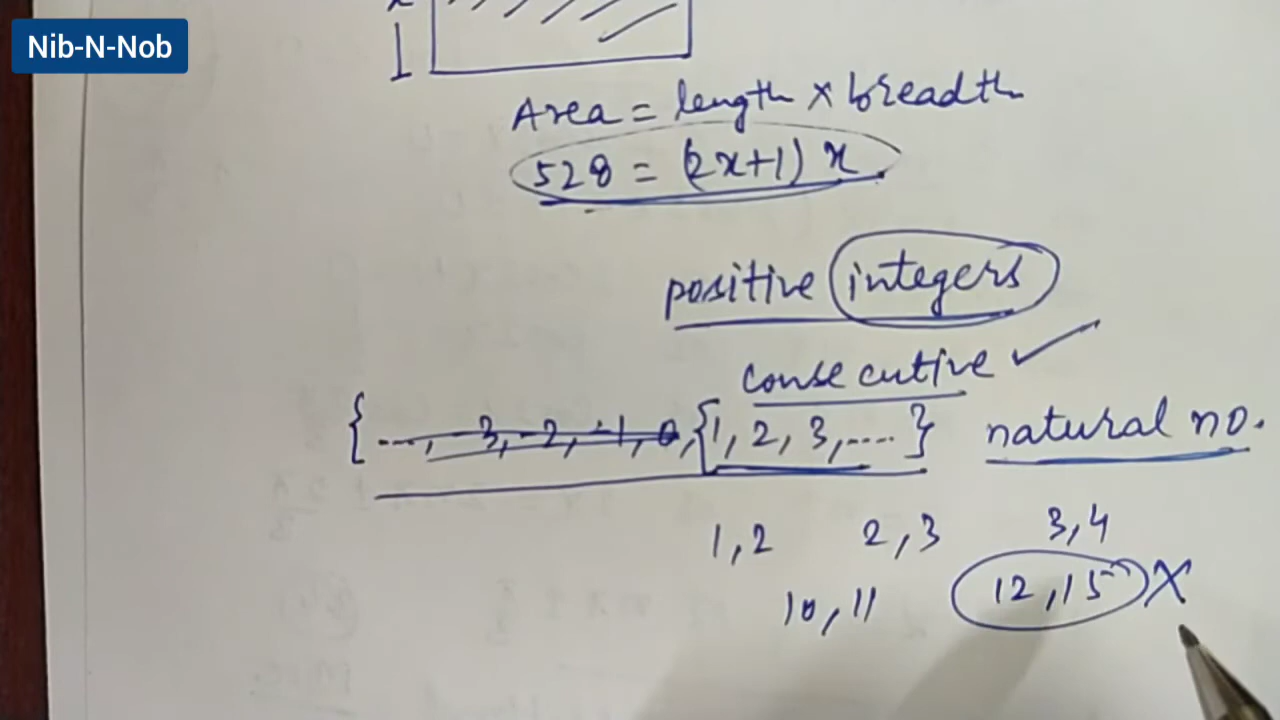 Nib-N-Nob
Area = length × breadth
528 = (2x+1) x
positive integers
consecutive ✓
{ ...., -3, -2, -1, 0, { 1, 2, 3, .... } natural no.
1,2 2,3 3,4
10,11 12,15 X